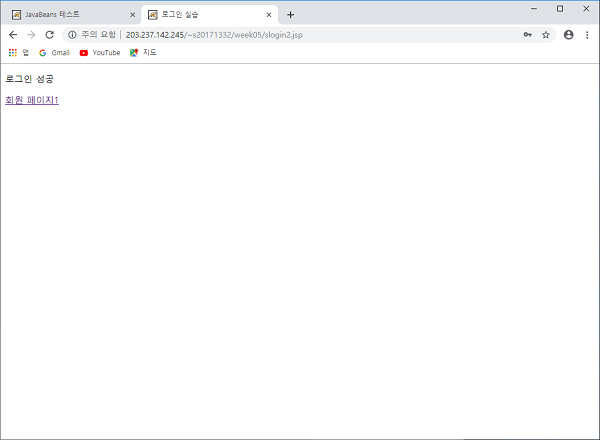 JavaBeans 테스트
로그인 실습
주의 요함 203.237.142.245/~s20171332/week05/slogin2.jsp
앱 Gmail YouTube 지도
로그인 성공
회원 페이지1